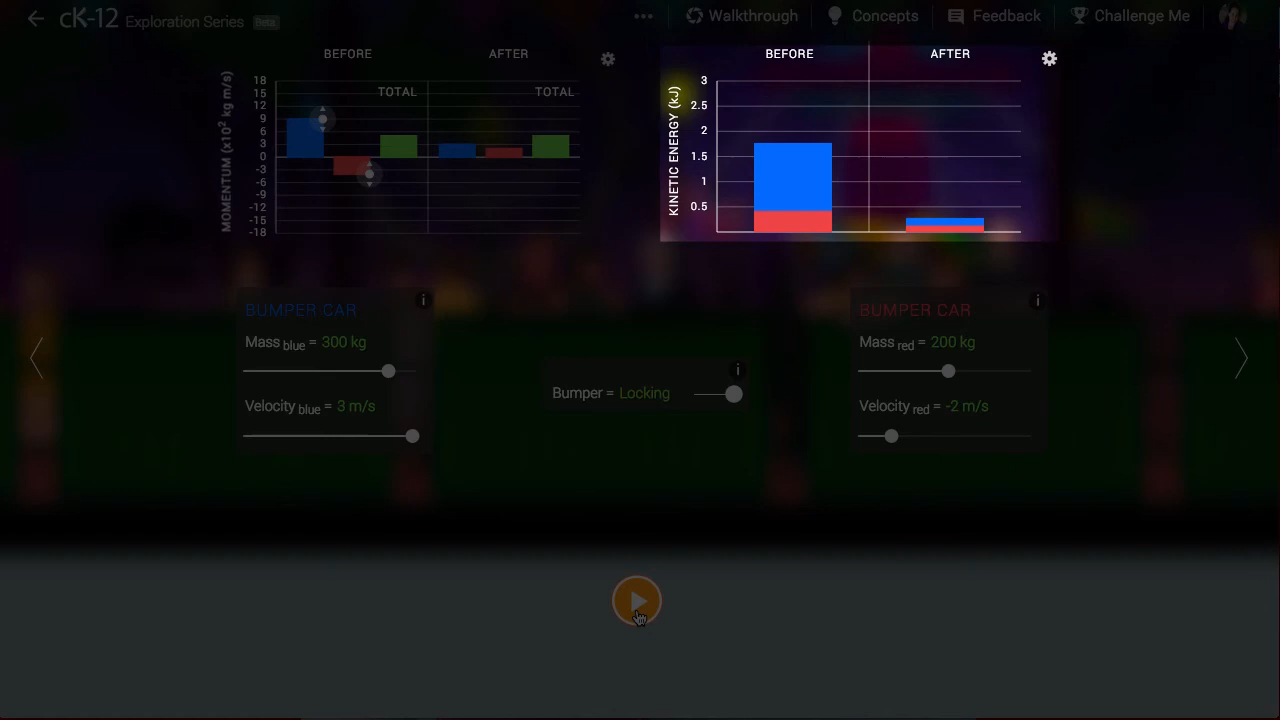 cK-12 Exploration Series Beta
••• Walkthrough Concepts Feedback Challenge Me
BEFORE AFTER
MOMENTUM (x10² kg m/s)
18
15
12
9
6
3
0
-3
-6
-9
-12
-15
-18
TOTAL TOTAL
BEFORE AFTER
KINETIC ENERGY (kJ)
3
2.5
2
1.5
1
0.5
BUMPER CAR i
Mass blue = 300 kg
Velocity blue = 3 m/s
i
Bumper = Locking
BUMPER CAR i
Mass red = 200 kg
Velocity red = -2 m/s